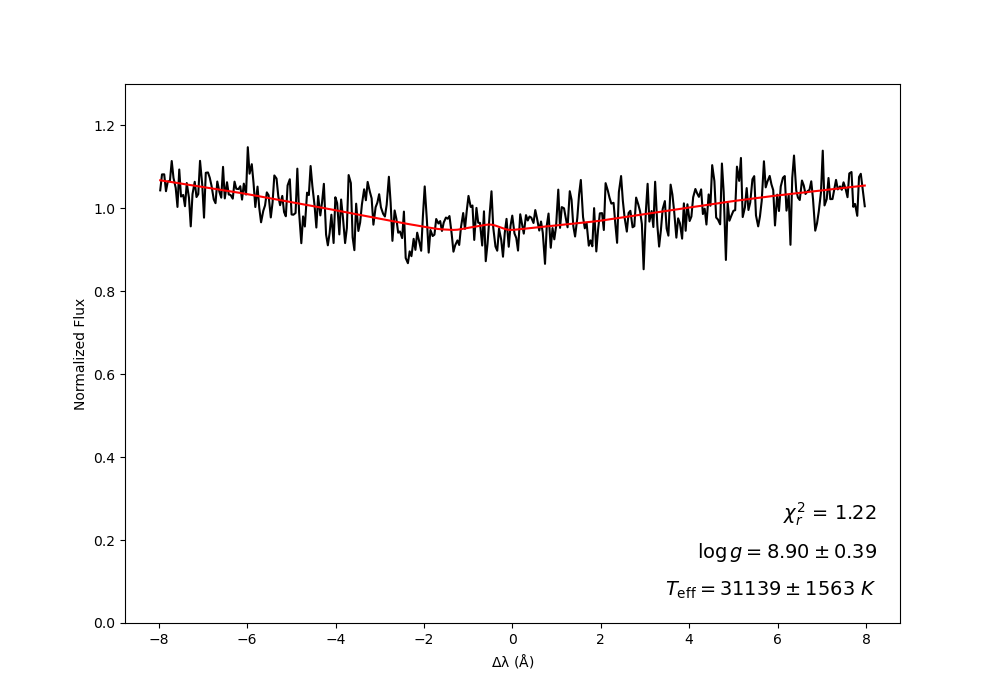 1.2
1.0
0.8
0.6
0.4
0.2
0.0
Normalized Flux
χ²ᵣ = 1.22
log g = 8.90 ± 0.39
T_eff = 31139 ± 1563 K
−8 −6 −4 −2 0 2 4 6 8
Δλ (Å)